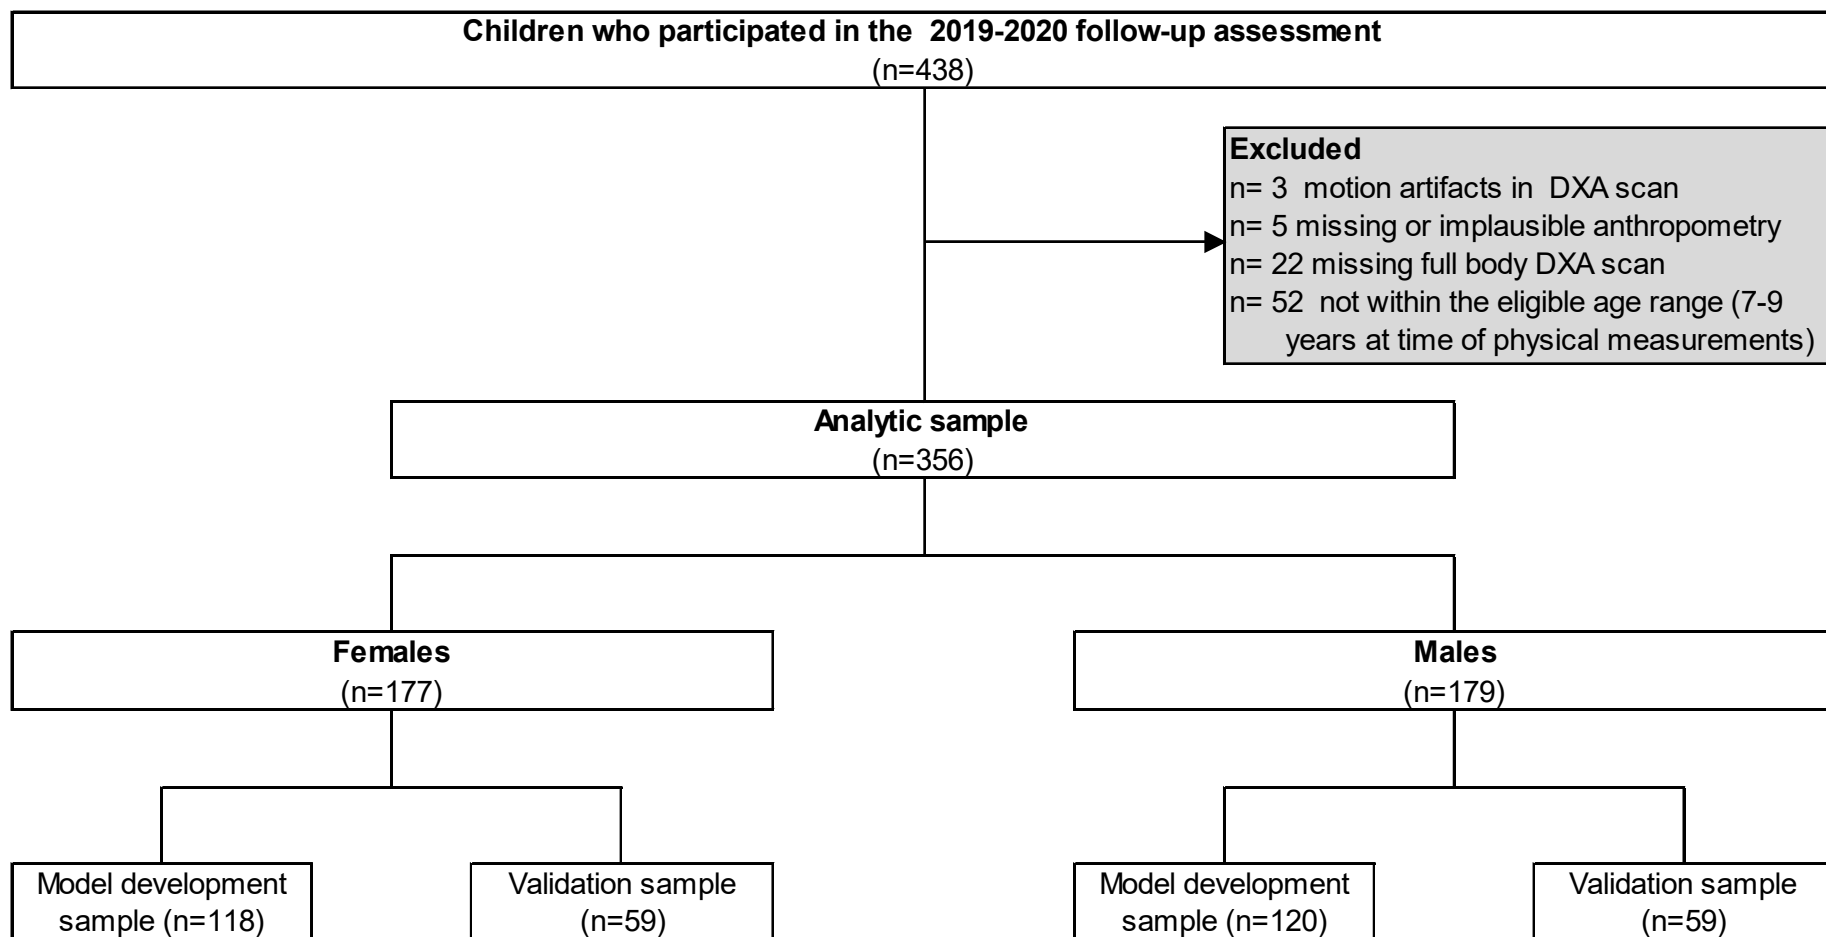 Children who participated in the 2019-2020 follow-up assessment
(n=438)
Excluded
n= 3 motion artifacts in DXA scan
n= 5 missing or implausible anthropometry
n= 22 missing full body DXA scan
n= 52 not within the eligible age range (7-9
years at time of physical measurements)
Analytic sample
(n=356)
Females
(n=177)
Males
(n=179)
Model development
sample (n=118)
Validation sample
(n=59)
Model development
sample (n=120)
Validation sample
(n=59)